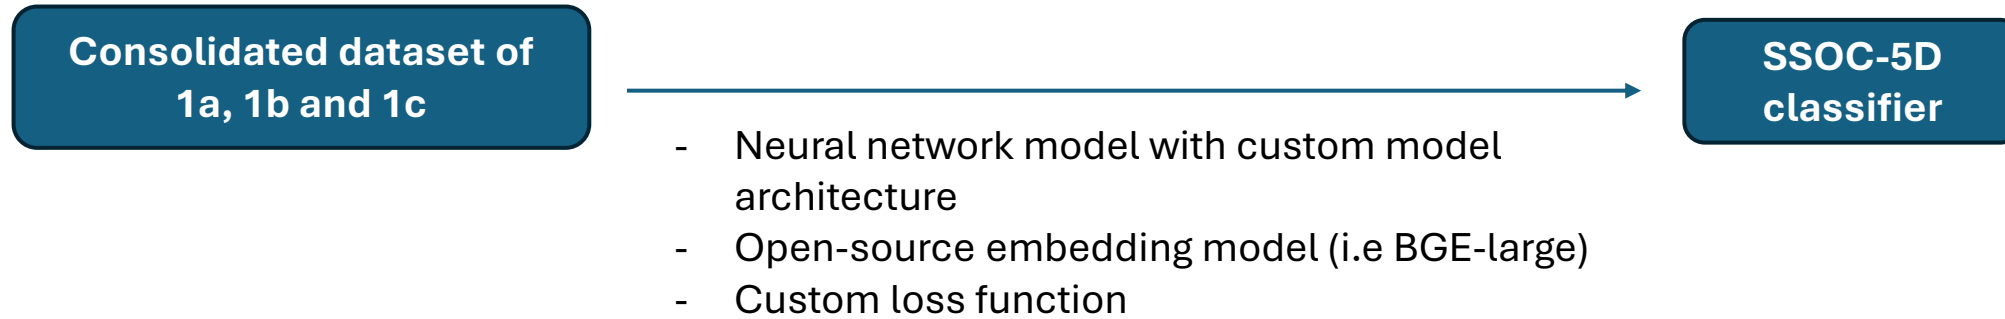 Consolidated dataset of
1a, 1b and 1c
SSOC-5D
classifier
- Neural network model with custom model
architecture
- Open-source embedding model (i.e BGE-large)
- Custom loss function